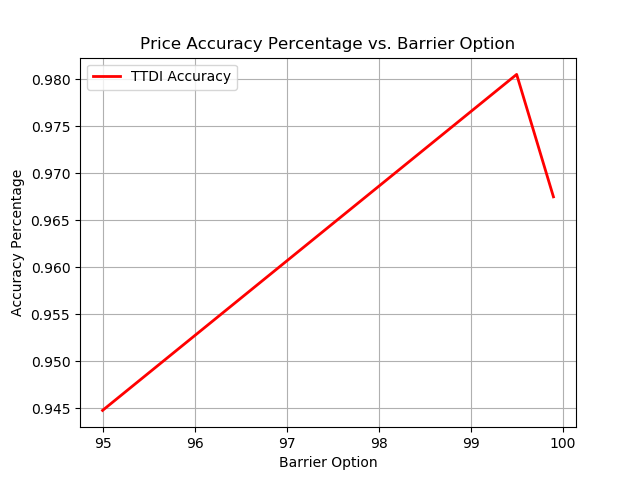 Price Accuracy Percentage vs. Barrier Option
TTDI Accuracy
0.980
0.975
0.970
0.965
0.960
0.955
0.950
0.945
Accuracy Percentage
95 96 97 98 99 100
Barrier Option